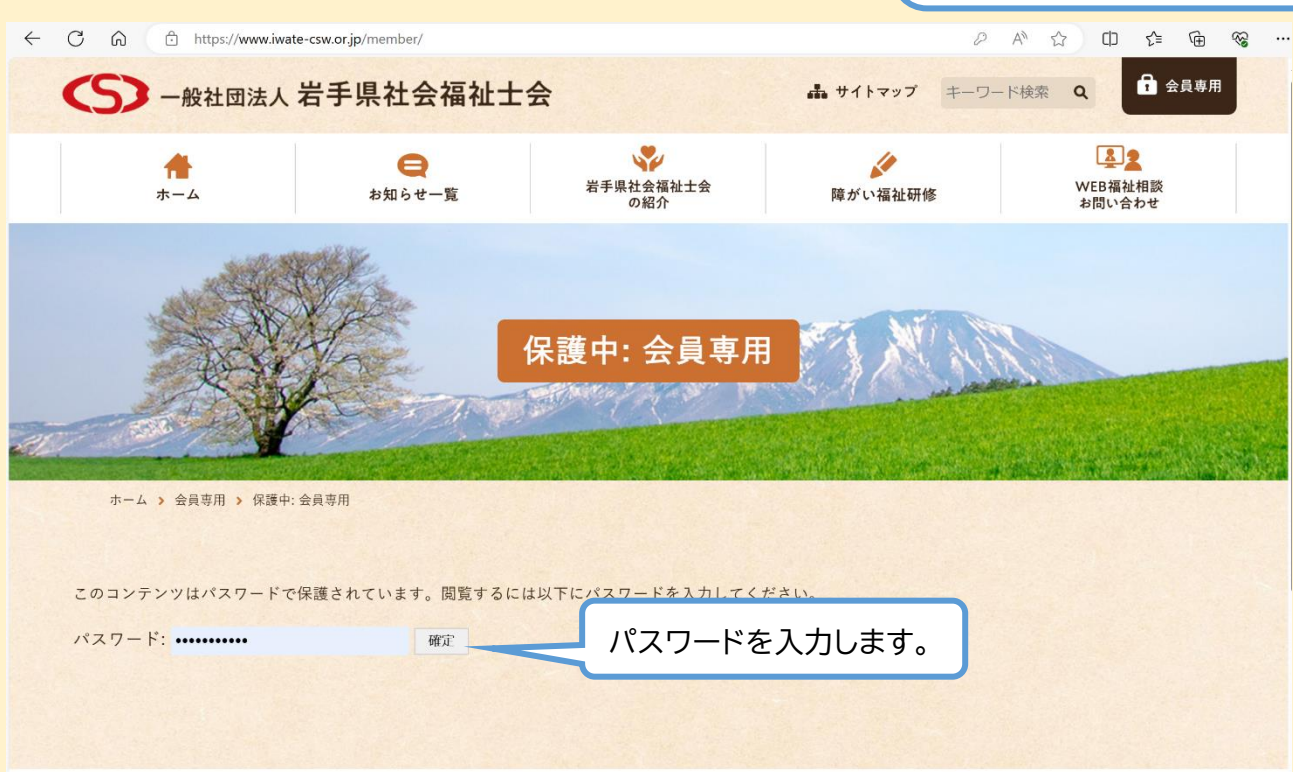 https://www.iwate-csw.or.jp/member/
一般社団法人 岩手県社会福祉士会
サイトマップ
キーワード検索
会員専用
ホーム
お知らせ一覧
岩手県社会福祉士会
の紹介
障がい福祉研修
WEB福祉相談
お問い合わせ
保護中: 会員専用
ホーム > 会員専用 > 保護中: 会員専用
このコンテンツはパスワードで保護されています。閲覧するには以下にパスワードを入力してください。
パスワード: •••••••••••
確定
パスワードを入力します。